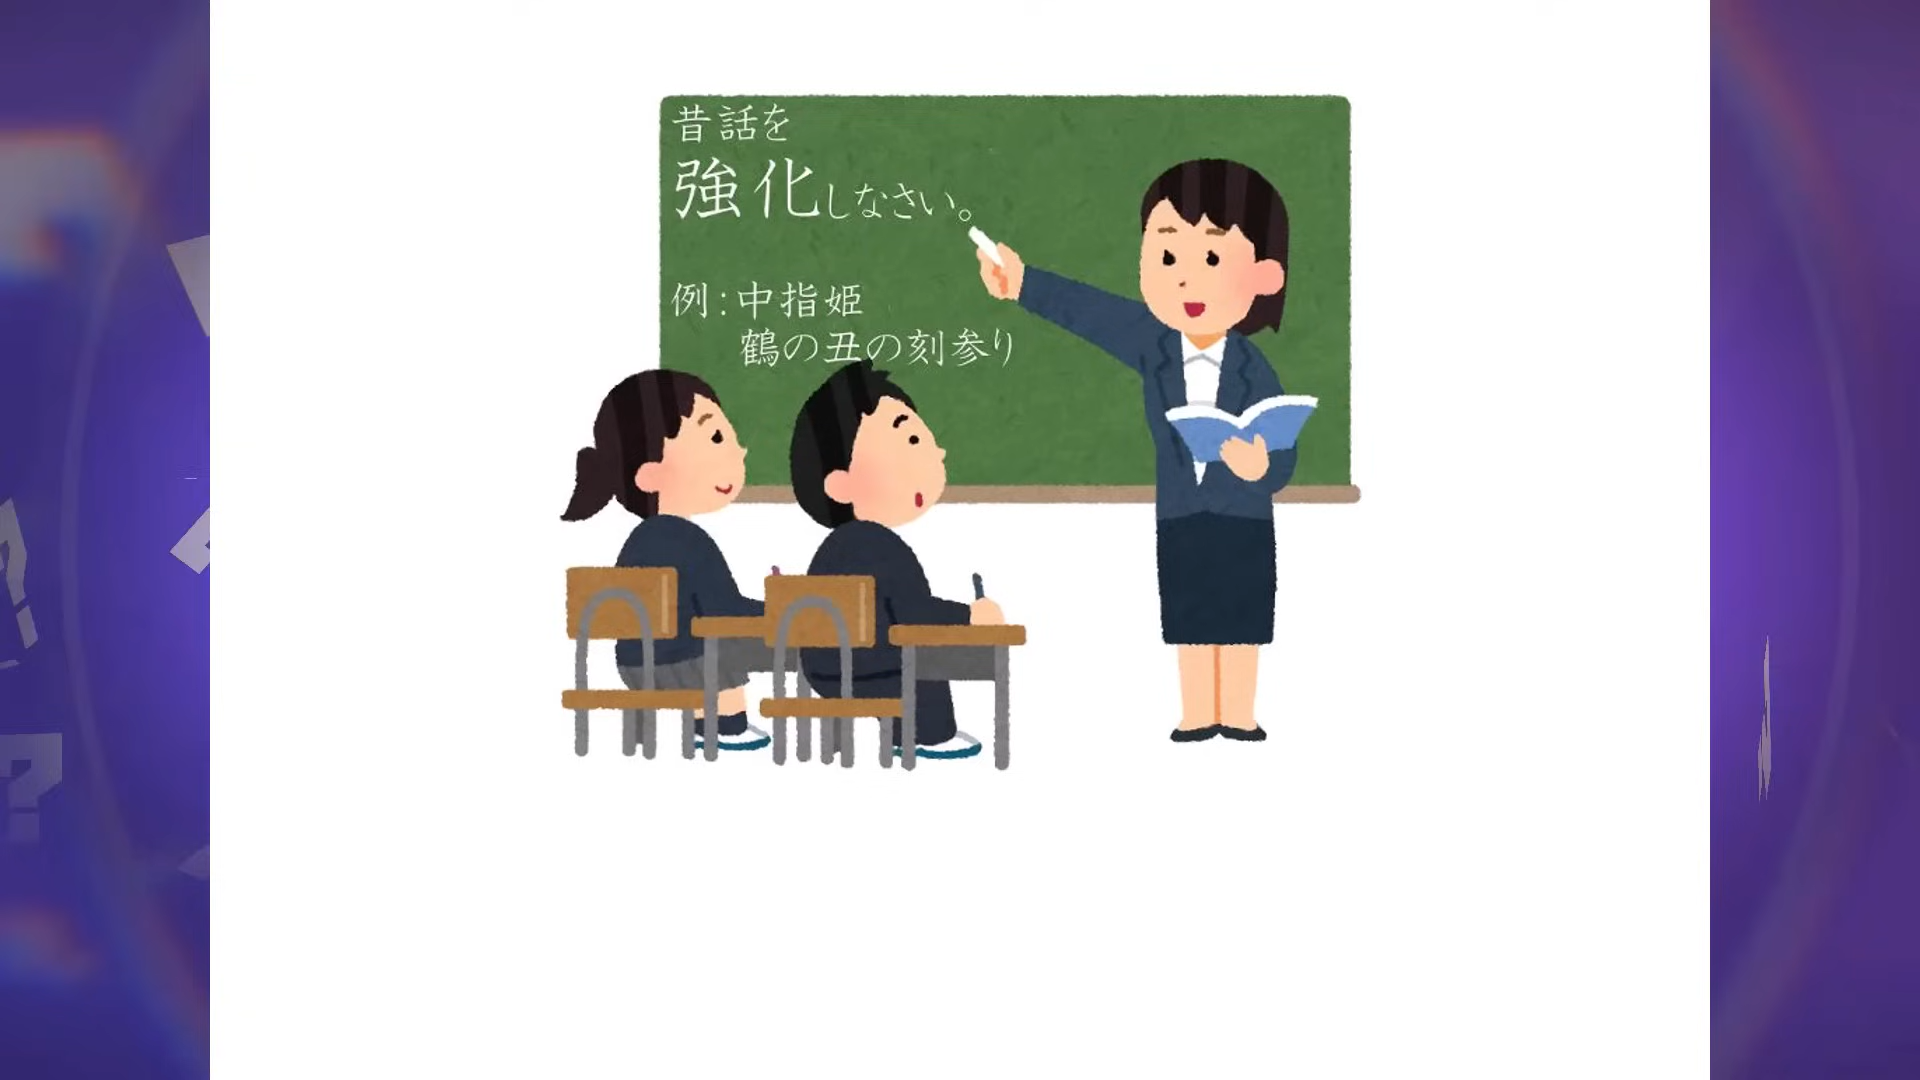 昔話を
強化しなさい。
例：中指姫
鶴の丑の刻参り